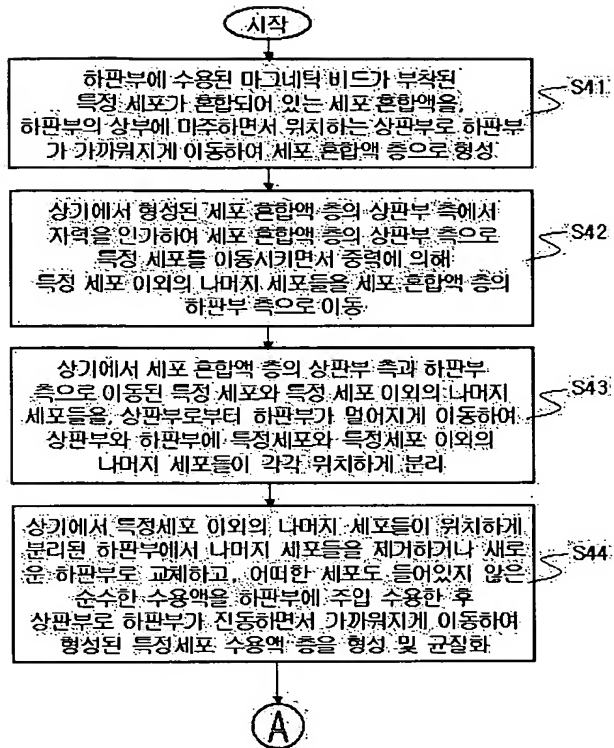 시작
하판부에 수용된 마그네틱 비드가 부착된
특정 세포가 혼합되어 있는 세포 혼합액을,
하판부의 상부에 마주하면서 위치하는 상판부로 하판부
가 가까워지게 이동하여 세포 혼합액 층으로 형성
S41
상기에서 형성된 세포 혼합액 층의 상판부 측에서
자력을 인가하여 세포 혼합액 층의 상판부 측으로
특정 세포를 이동시키면서 중력에 의해
특정 세포 이외의 나머지 세포들을 세포 혼합액 층의
하판부 측으로 이동
S42
상기에서 세포 혼합액 층의 상판부 측과 하판부
측으로 이동된 특정 세포와 특정 세포 이외의 나머지
세포들을, 상판부로부터 하판부가 멀어지게 이동하여
상판부와 하판부에 특정세포와 특정세포 이외의
나머지 세포들이 각각 위치하게 분리
S43
상기에서 특정세포 이외의 나머지 세포들이 위치하게
분리된 하판부에서 나머지 세포들을 제거하거나 새로
운 하판부로 교체하고, 어떠한 세포도 들어있지 않은
순수한 수용액을 하판부에 주입 수용한 후
상판부로 하판부가 진동하면서 가까워지게 이동하여
형성된 특정세포 수용액 층을 형성 및 균질화
S44
A